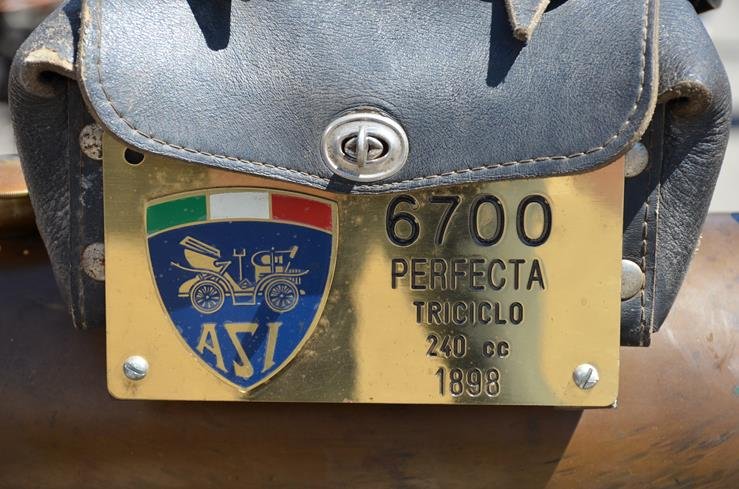 6700
PERFECTA
TRICICLO
240 cc
1898
ASI